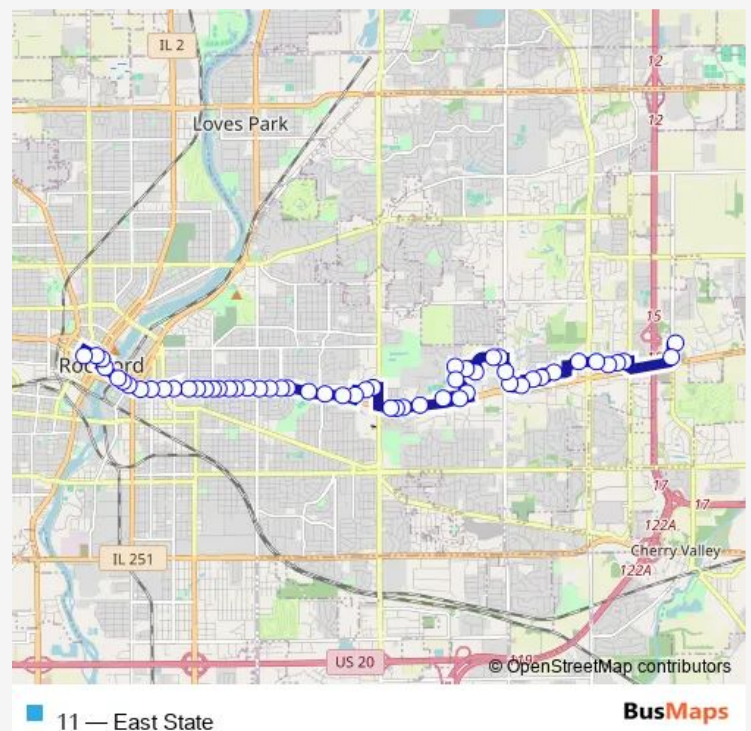 IL 2
12
Loves Park
12
15
Rockford
17
17
122A
Cherry Valley
IL 251
122A
US 20
119
© OpenStreetMap contributors
11 — East State
BusMaps